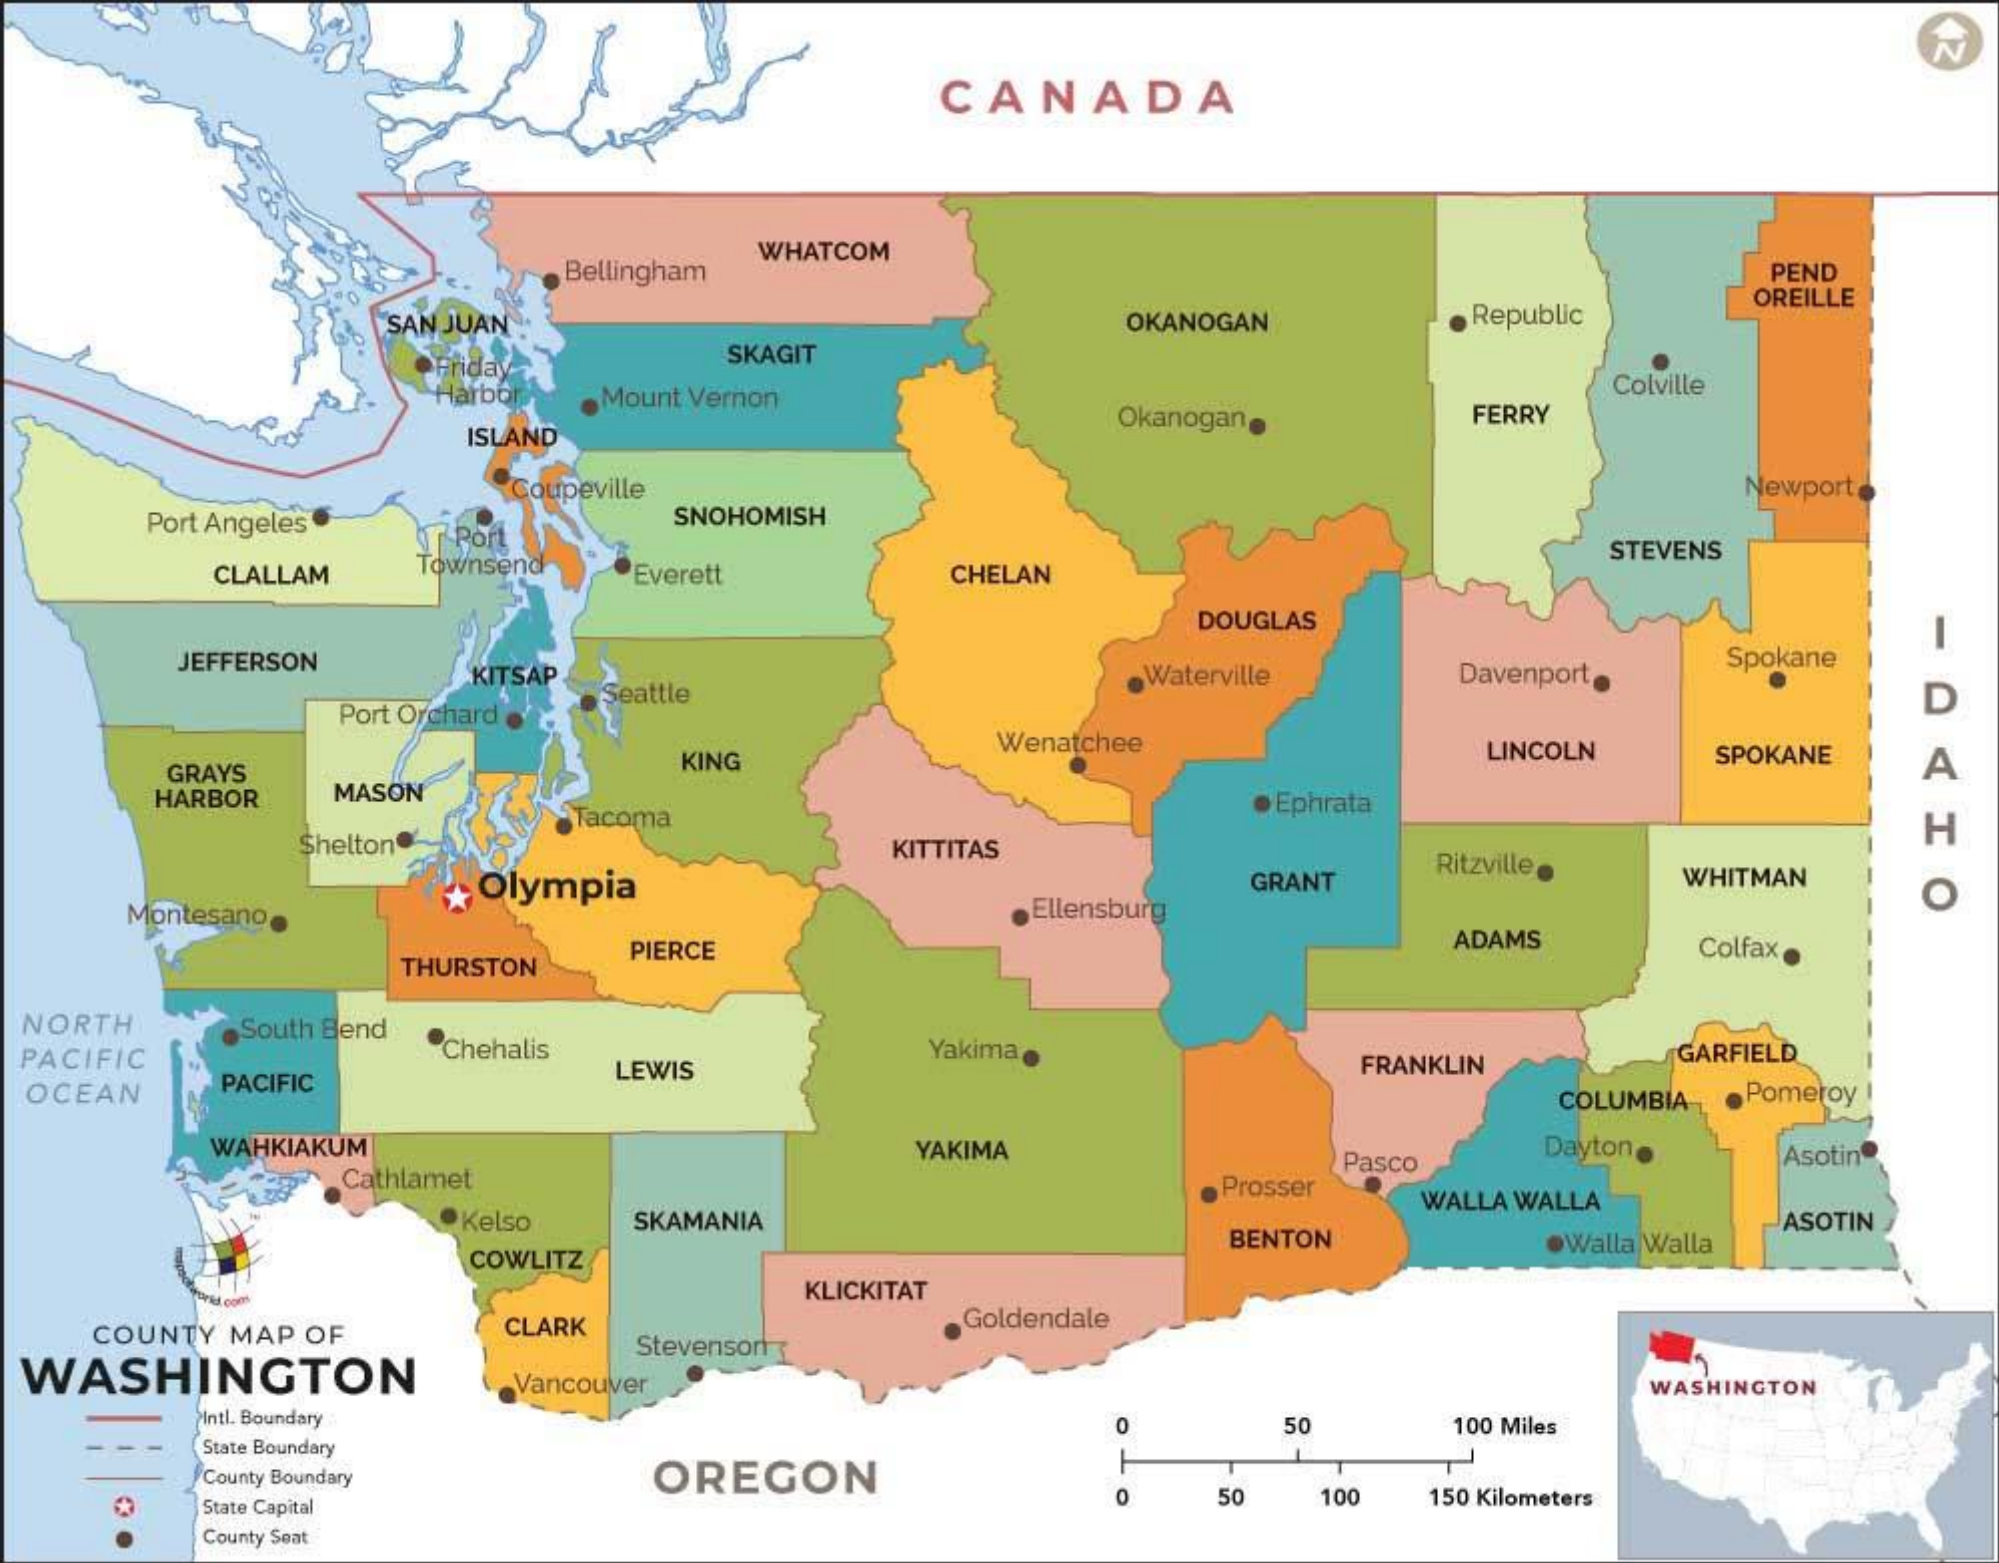 N
CANADA
WHATCOM
Bellingham
OKANOGAN
Okanogan
Republic
FERRY
Colville
STEVENS
PEND
OREILLE
Newport
SAN JUAN
Friday
Harbor
SKAGIT
Mount Vernon
ISLAND
Coupeville
SNOHOMISH
Everett
Port Angeles
CLALLAM
Port
Townsend
CHELAN
Wenatchee
DOUGLAS
Waterville
JEFFERSON
KITSAP
Port Orchard
Seattle
KING
Davenport
LINCOLN
Spokane
SPOKANE
IDAHO
GRAYS
HARBOR
Montesano
MASON
Shelton
Tacoma
Olympia
PIERCE
THURSTON
KITTITAS
Ellensburg
Ephrata
GRANT
Ritzville
ADAMS
WHITMAN
Colfax
NORTH
PACIFIC
OCEAN
South Bend
PACIFIC
Chehalis
LEWIS
Yakima
YAKIMA
FRANKLIN
Pasco
GARFIELD
Pomeroy
COLUMBIA
Dayton
WAHKIAKUM
Cathlamet
Kelso
COWLITZ
SKAMANIA
Stevenson
Prosser
BENTON
WALLA WALLA
Walla Walla
Asotin
ASOTIN
KLICKITAT
Goldendale
CLARK
Vancouver
OREGON
mapsofworld.com
TM
COUNTY MAP OF
WASHINGTON
Intl. Boundary
State Boundary
County Boundary
State Capital
County Seat
0 50 100 Miles
0 50 100 150 Kilometers
WASHINGTON